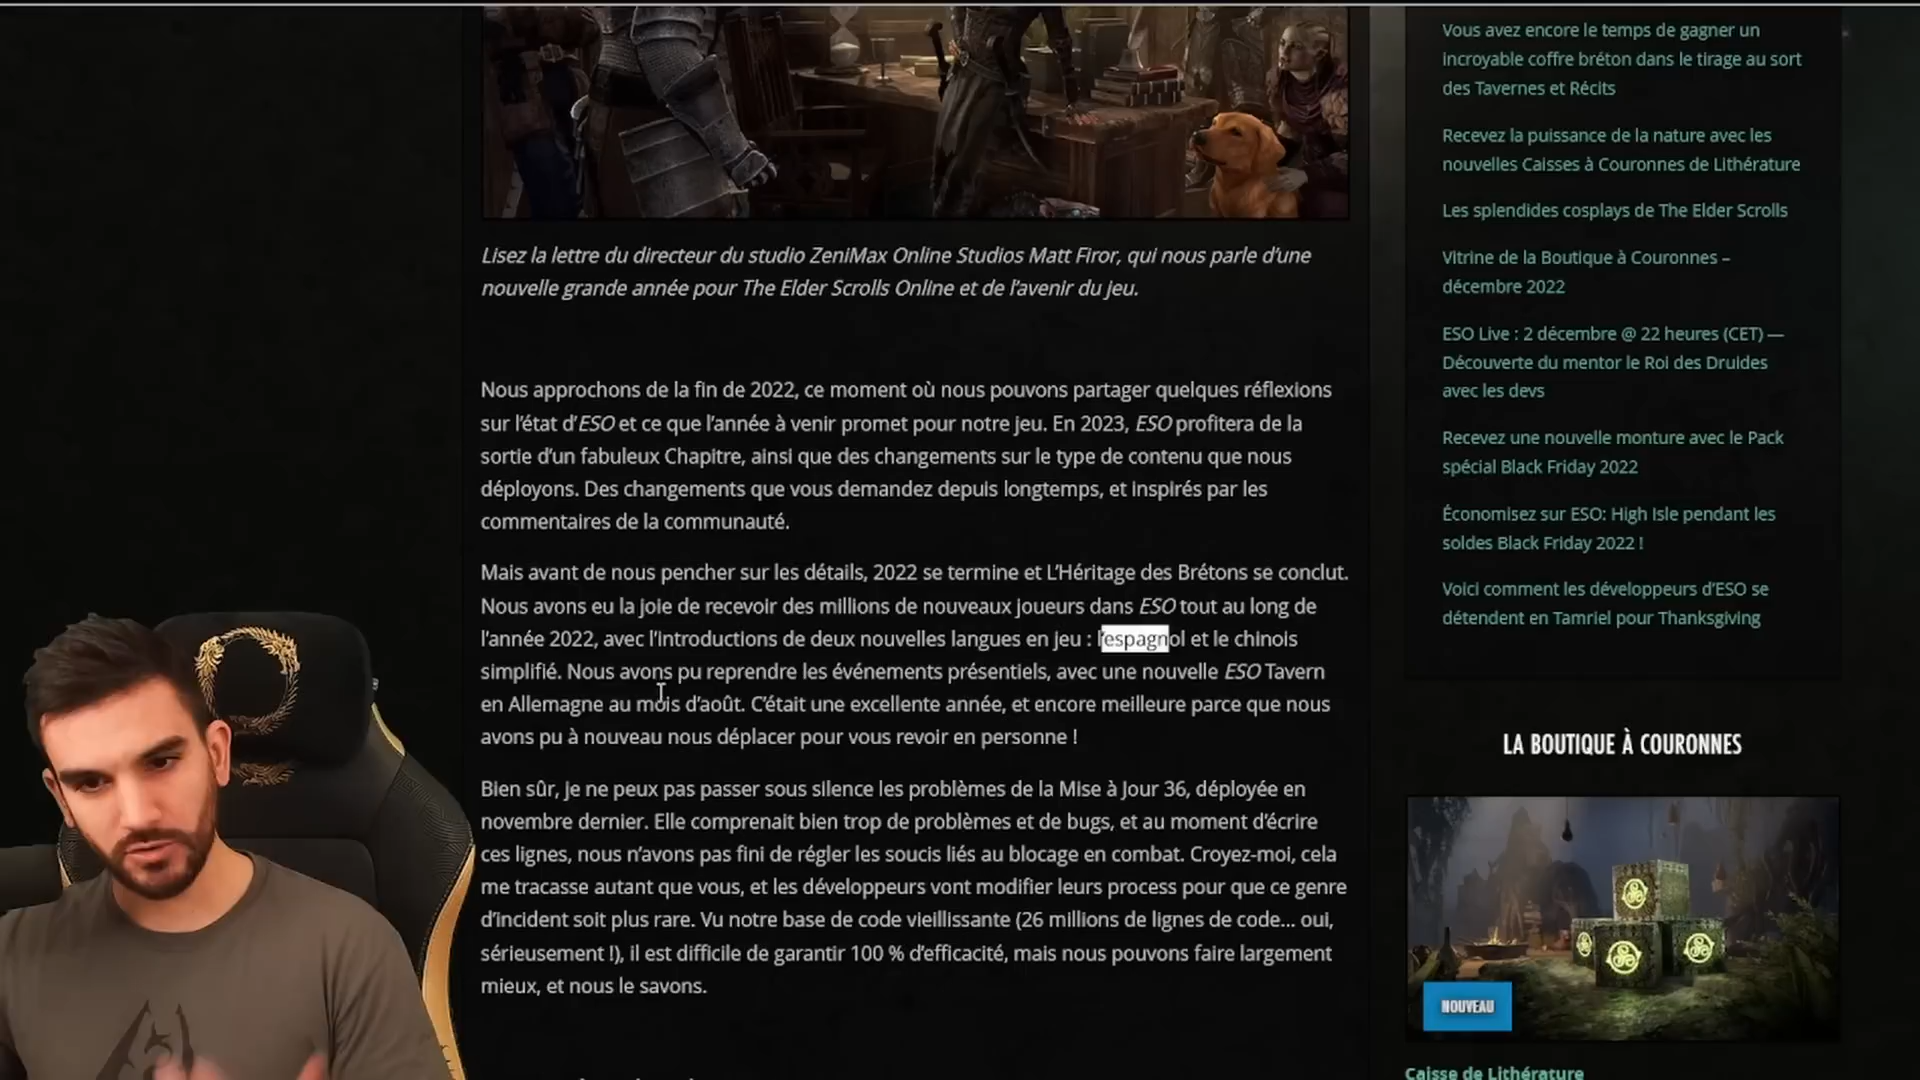 Lisez la lettre du directeur du studio ZeniMax Online Studios Matt Firor, qui nous parle d’une
nouvelle grande année pour The Elder Scrolls Online et de l’avenir du jeu.
Nous approchons de la fin de 2022, ce moment où nous pouvons partager quelques réflexions
sur l’état d’ESO et ce que l’année à venir promet pour notre jeu. En 2023, ESO profitera de la
sortie d’un fabuleux Chapitre, ainsi que des changements sur le type de contenu que nous
déployons. Des changements que vous demandez depuis longtemps, et inspirés par les
commentaires de la communauté.
Mais avant de nous pencher sur les détails, 2022 se termine et L’Héritage des Brétons se conclut.
Nous avons eu la joie de recevoir des millions de nouveaux joueurs dans ESO tout au long de
l’année 2022, avec l’introductions de deux nouvelles langues en jeu : l’espagnol et le chinois
simplifié. Nous avons pu reprendre les événements présentiels, avec une nouvelle ESO Tavern
en Allemagne au mois d’août. C’était une excellente année, et encore meilleure parce que nous
avons pu à nouveau nous déplacer pour vous revoir en personne !
Bien sûr, je ne peux pas passer sous silence les problèmes de la Mise à Jour 36, déployée en
novembre dernier. Elle comprenait bien trop de problèmes et de bugs, et au moment d’écrire
ces lignes, nous n’avons pas fini de régler les soucis liés au blocage en combat. Croyez-moi, cela
me tracasse autant que vous, et les développeurs vont modifier leurs process pour que ce genre
d’incident soit plus rare. Vu notre base de code vieillissante (26 millions de lignes de code... oui,
sérieusement !), il est difficile de garantir 100 % d’efficacité, mais nous pouvons faire largement
mieux, et nous le savons.
Vous avez encore le temps de gagner un
incroyable coffre bréton dans le tirage au sort
des Tavernes et Récits
Recevez la puissance de la nature avec les
nouvelles Caisses à Couronnes de Lithérature
Les splendides cosplays de The Elder Scrolls
Vitrine de la Boutique à Couronnes –
décembre 2022
ESO Live : 2 décembre @ 22 heures (CET) —
Découverte du mentor le Roi des Druides
avec les devs
Recevez une nouvelle monture avec le Pack
spécial Black Friday 2022
Économisez sur ESO: High Isle pendant les
soldes Black Friday 2022 !
Voici comment les développeurs d’ESO se
détendent en Tamriel pour Thanksgiving
LA BOUTIQUE À COURONNES
NOUVEAU
Caisse de Lithérature